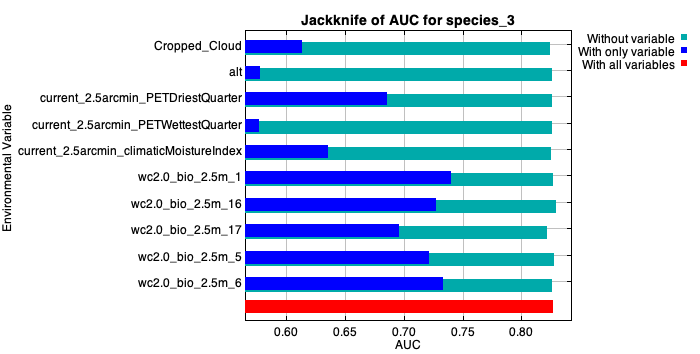 Jackknife of AUC for species_3
Without variable
With only variable
With all variables
Environmental Variable
Cropped_Cloud
alt
current_2.5arcmin_PETDriestQuarter
current_2.5arcmin_PETWettestQuarter
current_2.5arcmin_climaticMoistureIndex
wc2.0_bio_2.5m_1
wc2.0_bio_2.5m_16
wc2.0_bio_2.5m_17
wc2.0_bio_2.5m_5
wc2.0_bio_2.5m_6
0.60 0.65 0.70 0.75 0.80
AUC